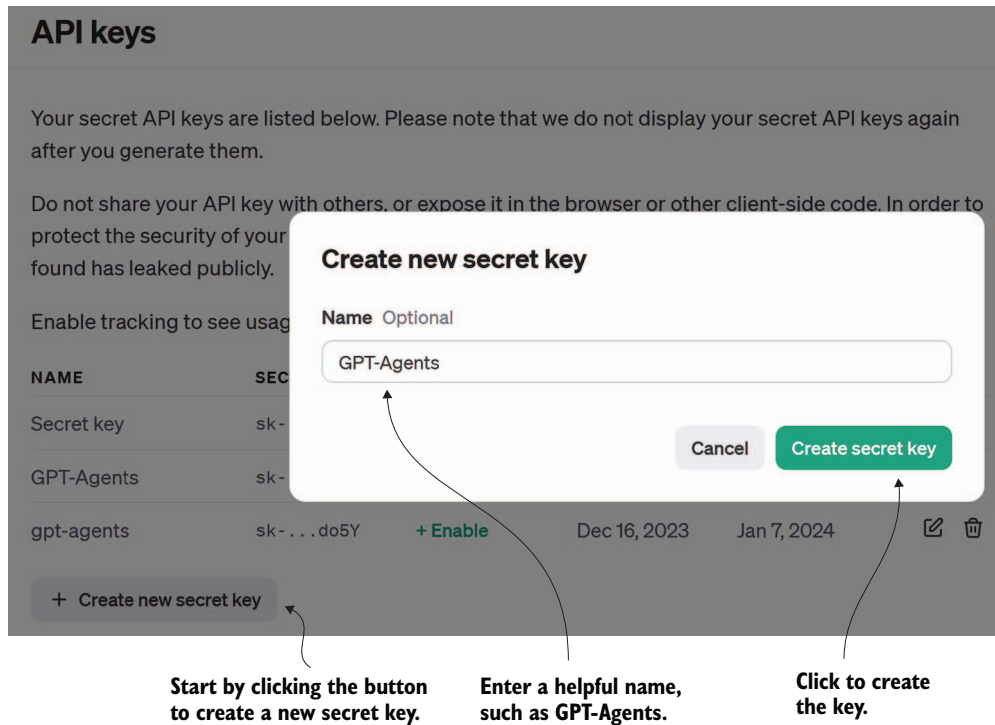 API keys
Your secret API keys are listed below. Please note that we do not display your secret API keys again
after you generate them.
Do not share your API key with others, or expose it in the browser or other client-side code. In order to
protect the security of your
found has leaked publicly.
Enable tracking to see usag
Create new secret key
Name Optional
GPT-Agents
Cancel Create secret key
NAME SEC
Secret key sk-
GPT-Agents sk-
gpt-agents sk-...do5Y + Enable Dec 16, 2023 Jan 7, 2024
+ Create new secret key
Start by clicking the button
to create a new secret key.
Enter a helpful name,
such as GPT-Agents.
Click to create
the key.